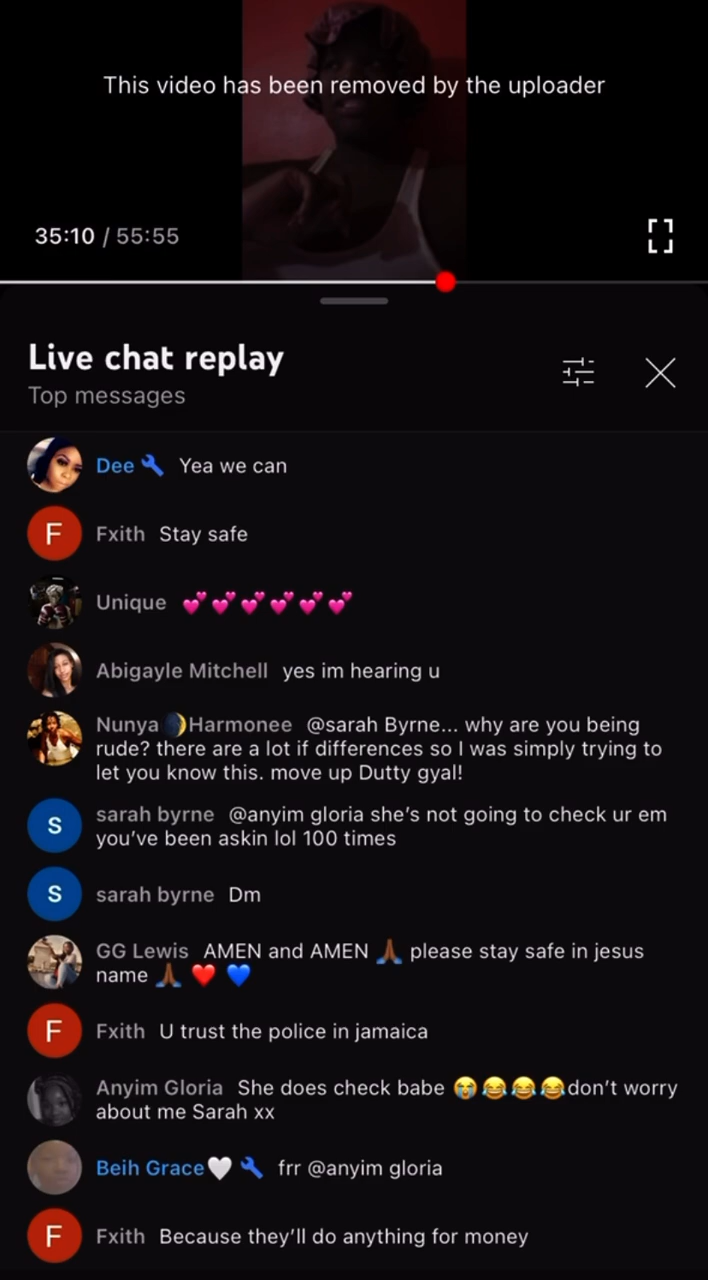 This video has been removed by the uploader
35:10 / 55:55
Live chat replay
Top messages
Dee🔧 Yea we can
F Fxith Stay safe
Unique 💕💕💕💕💕💕
Abigayle Mitchell yes im hearing u
Nunya🌒Harmonee @sarah Byrne... why are you being
rude? there are a lot if differences so I was simply trying to
let you know this. move up Dutty gyal!
S sarah byrne @anyim gloria she's not going to check ur em
you've been askin lol 100 times
S sarah byrne Dm
GG Lewis AMEN and AMEN 🙏🏾 please stay safe in jesus
name 🙏🏾 ❤️ 💙
F Fxith U trust the police in jamaica
Anyim Gloria She does check babe 😭😂😂😂don't worry
about me Sarah xx
Beih Grace🤍🔧 frr @anyim gloria
F Fxith Because they'll do anything for money